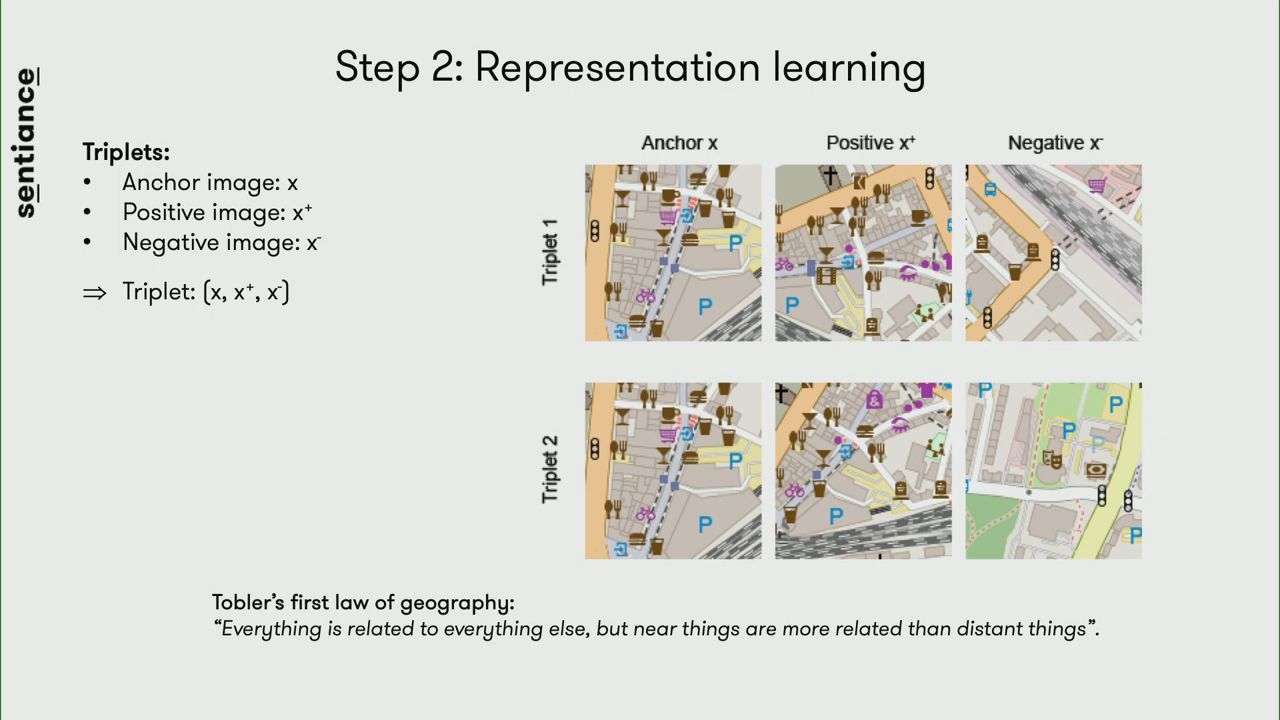 Step 2: Representation learning
sentiance
Triplets:
• Anchor image: x
• Positive image: x⁺
• Negative image: x⁻
⇒ Triplet: (x, x⁺, x⁻)
Anchor x
Positive x⁺
Negative x⁻
Triplet 1
P
P
P
Triplet 2
P
P
P
P
P
P
P
Tobler's first law of geography:
“Everything is related to everything else, but near things are more related than distant things”.